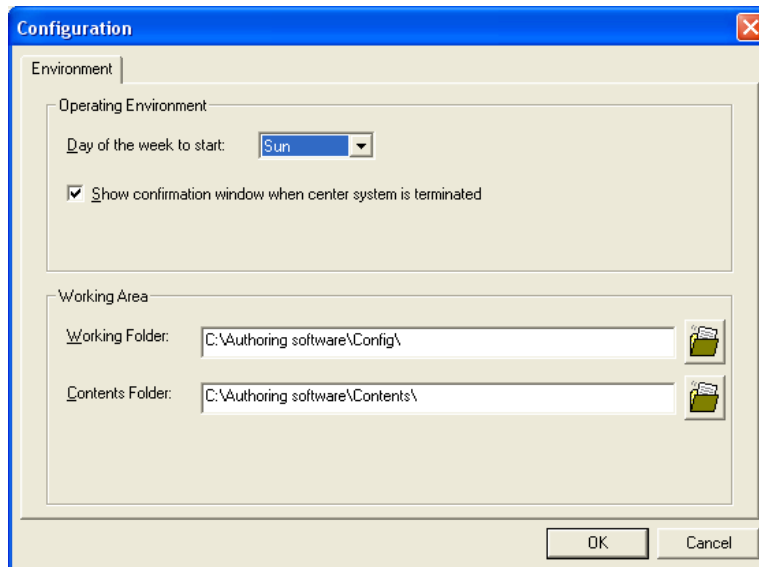 Configuration
Environment
Operating Environment
Day of the week to start: Sun
Show confirmation window when center system is terminated
Working Area
Working Folder: C:\Authoring software\Config\
Contents Folder: C:\Authoring software\Contents\
OK Cancel